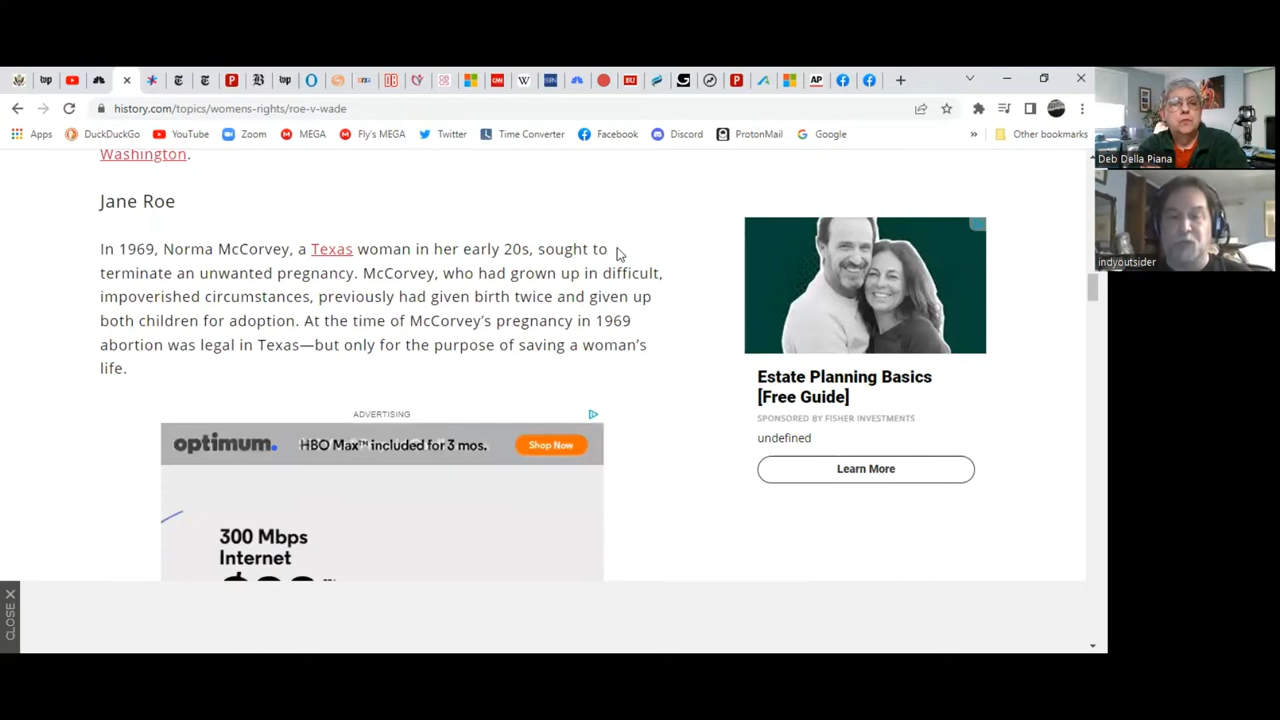 history.com/topics/womens-rights/roe-v-wade
Apps DuckDuckGo YouTube Zoom MEGA Fly's MEGA Twitter Time Converter Facebook Discord ProtonMail Google » Other bookmarks
Washington.
Jane Roe
In 1969, Norma McCorvey, a Texas woman in her early 20s, sought to
terminate an unwanted pregnancy. McCorvey, who had grown up in difficult,
impoverished circumstances, previously had given birth twice and given up
both children for adoption. At the time of McCorvey's pregnancy in 1969
abortion was legal in Texas—but only for the purpose of saving a woman's
life.
ADVERTISING
optimum. HBO Max™ included for 3 mos. Shop Now
300 Mbps
Internet
Estate Planning Basics
[Free Guide]
SPONSORED BY FISHER INVESTMENTS
undefined
Learn More
CLOSE X
Deb Della Piana
indyoutsider